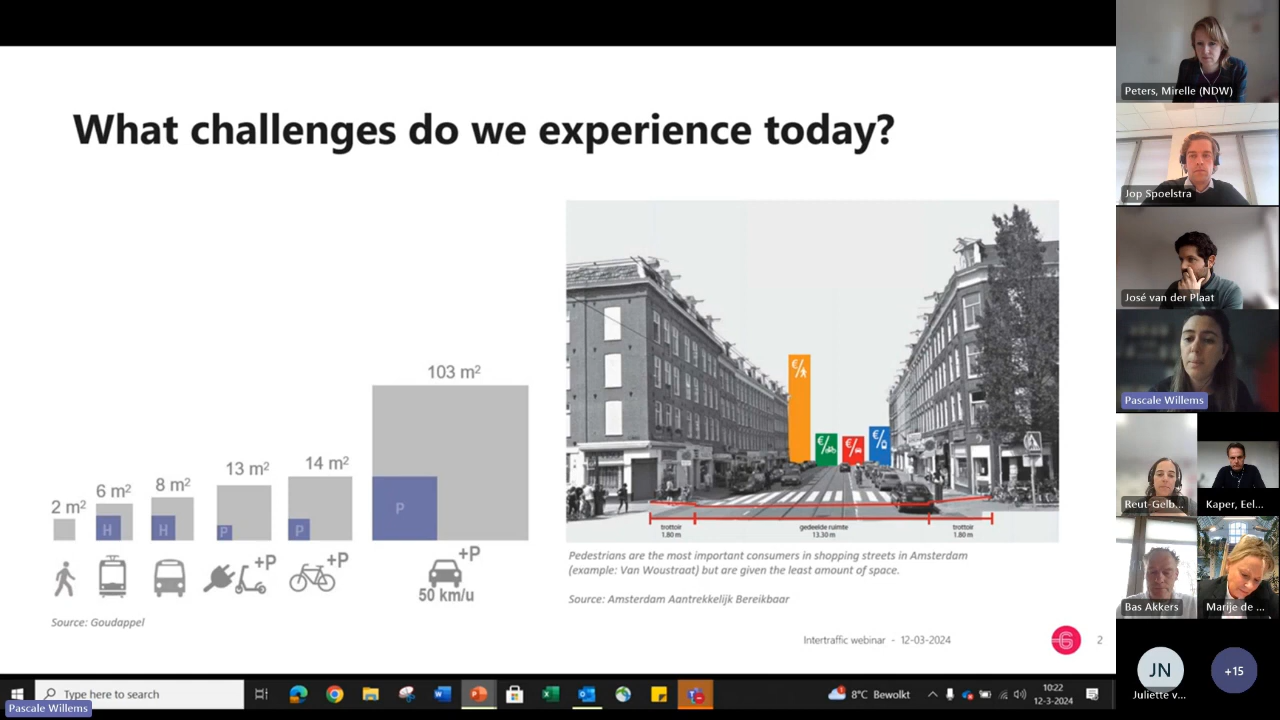 What challenges do we experience today?
103 m²
2 m²
6 m²
8 m²
13 m²
14 m²
H
H
P
P
P
+P
+P
+P
50 km/u
Source: Goudappel
€/
€/
€/
€/
trottoir
1.80 m
gedeelde ruimte
13.30 m
trottoir
1.80 m
Pedestrians are the most important consumers in shopping streets in Amsterdam
(example: Van Woustraat) but are given the least amount of space.
Source: Amsterdam Aantrekkelijk Bereikbaar
Intertraffic webinar - 12-03-2024
2
Peters, Mirelle (NDW)
Jop Spoelstra
José van der Plaat
Pascale Willems
Reut-Gelb...
Kaper, Eel...
Bas Akkers
Marije de ...
JN
Juliette v...
+15
Type here to search
8°C Bewolkt
10:22
12-3-2024
Pascale Willems